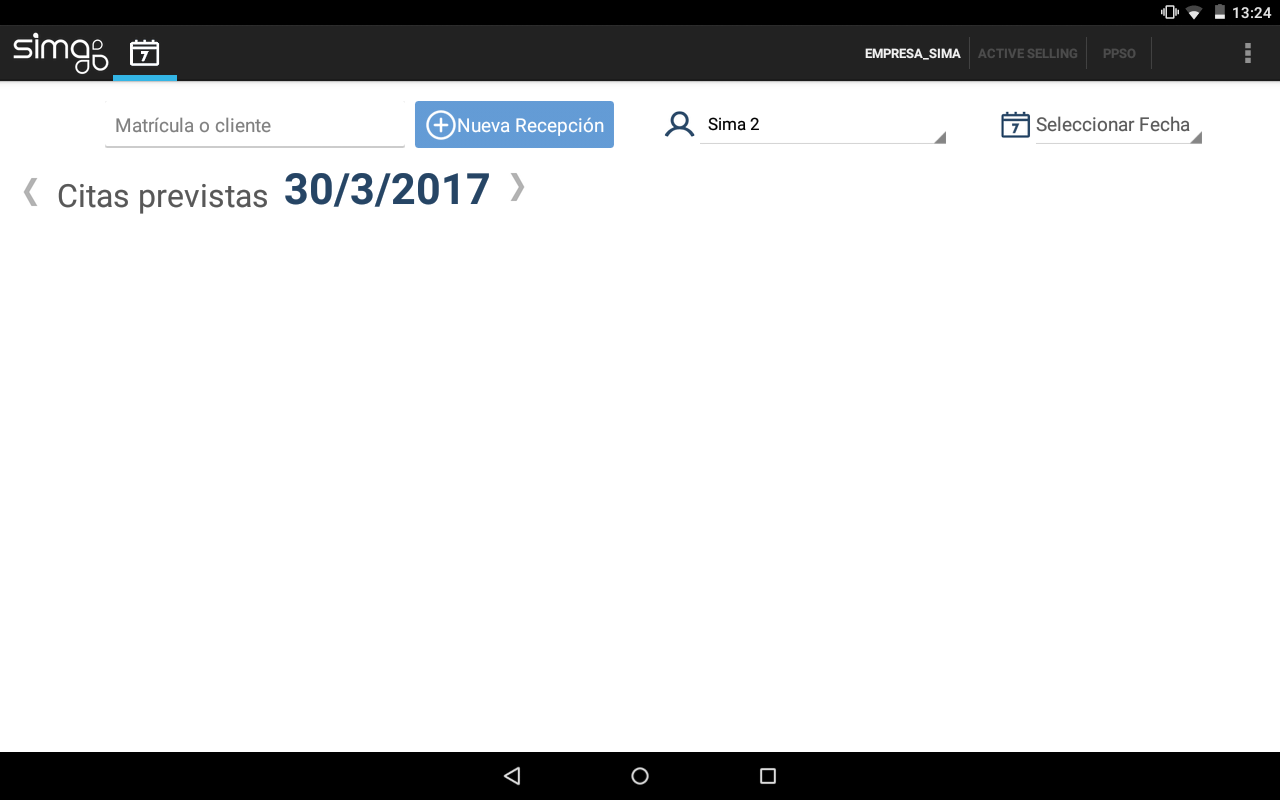 13:24
sima
7
EMPRESA_SIMA
ACTIVE SELLING
PPSO
Matrícula o cliente
Nueva Recepción
Sima 2
7
Seleccionar Fecha
Citas previstas 30/3/2017